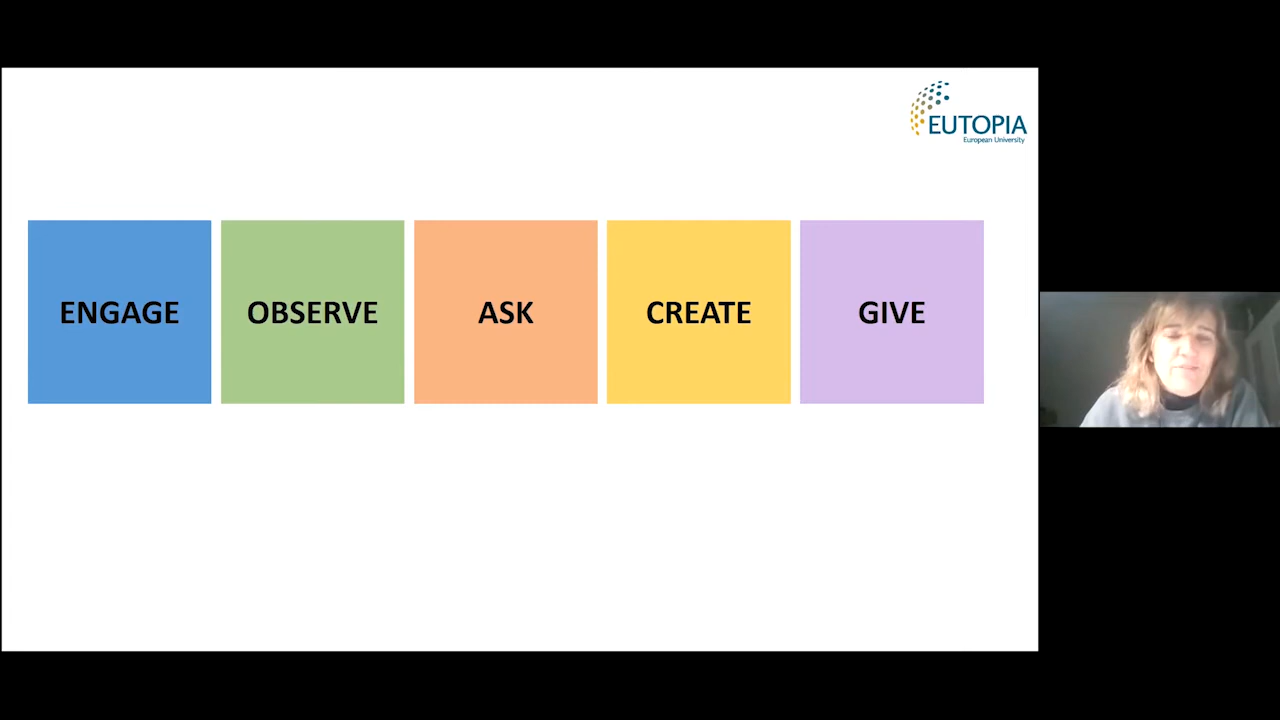 EUTOPIA
European University
ENGAGE
OBSERVE
ASK
CREATE
GIVE